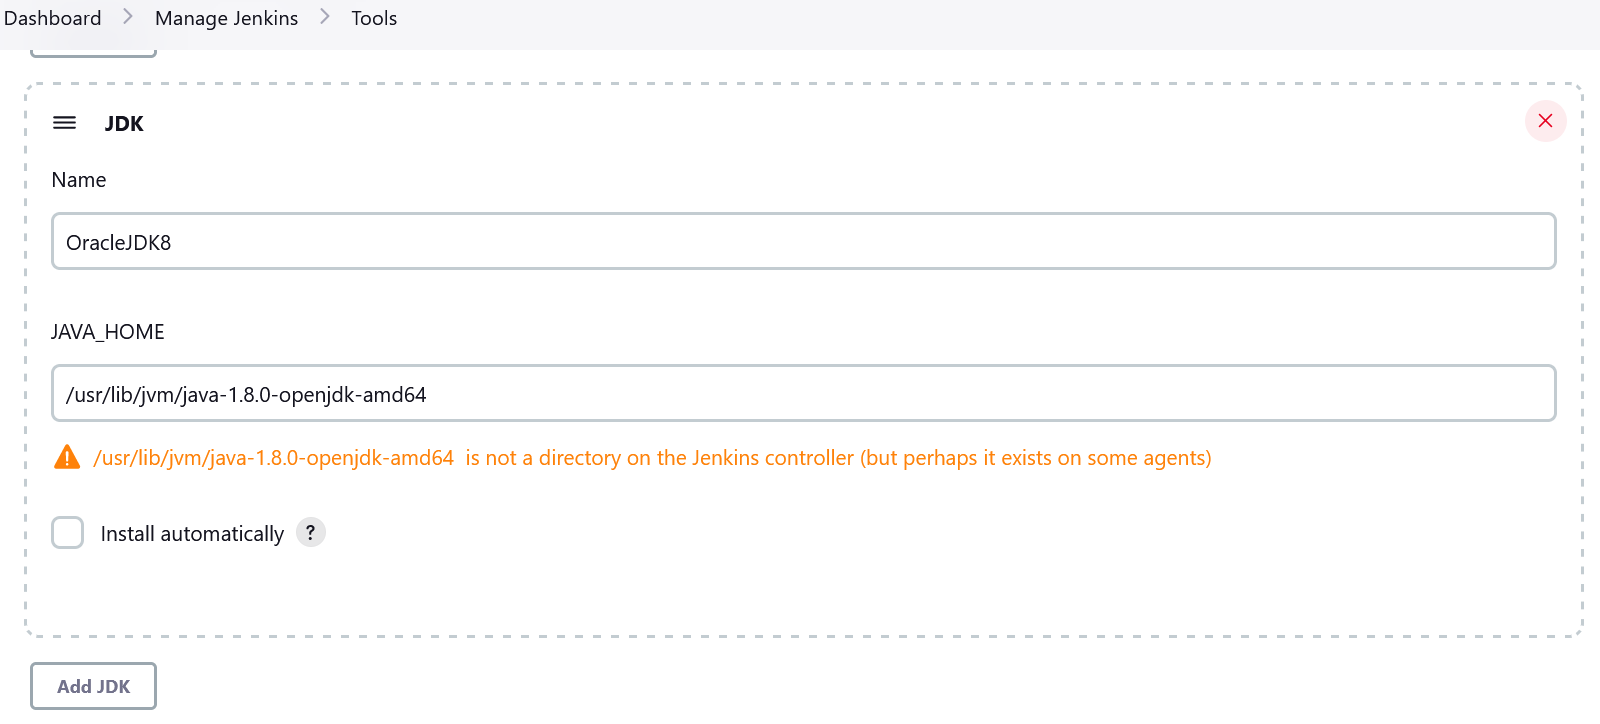 Dashboard > Manage Jenkins > Tools
JDK
Name
OracleJDK8
JAVA_HOME
/usr/lib/jvm/java-1.8.0-openjdk-amd64
/usr/lib/jvm/java-1.8.0-openjdk-amd64 is not a directory on the Jenkins controller (but perhaps it exists on some agents)
Install automatically ?
Add JDK